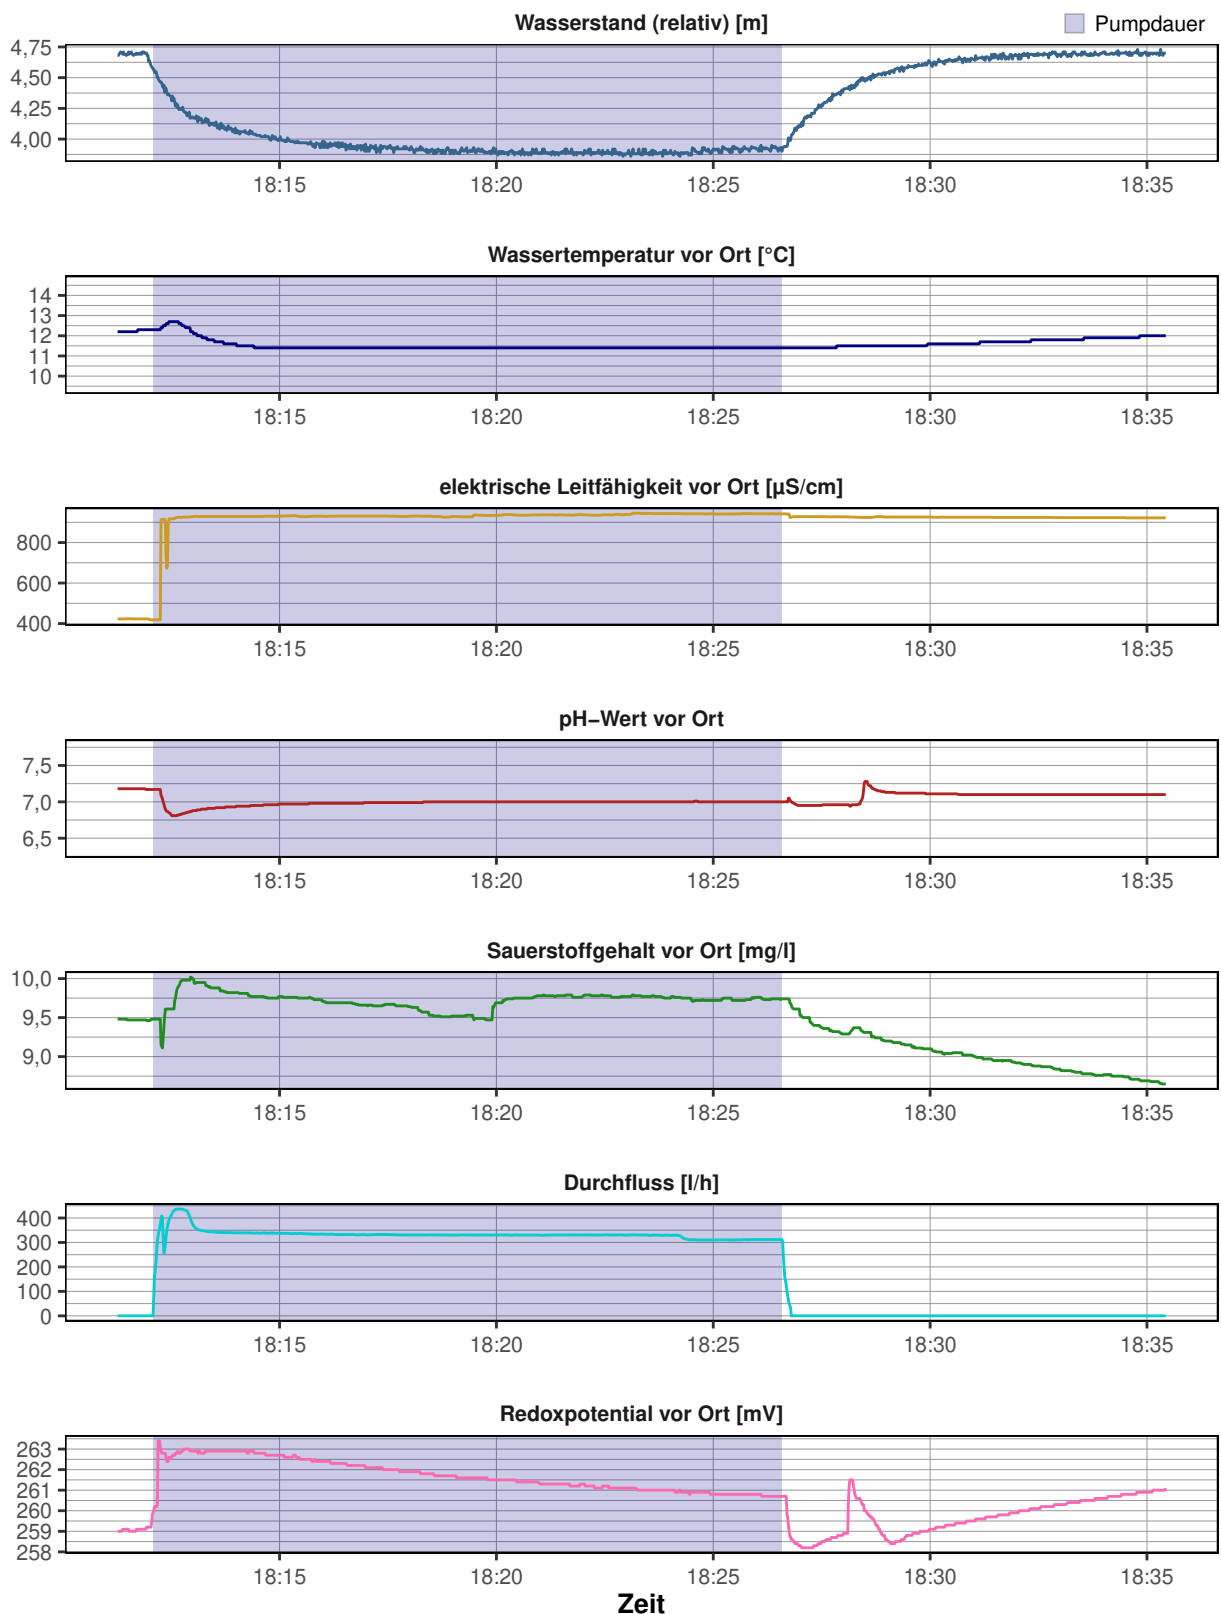 Wasserstand (relativ) [m]
Pumpdauer
4,75
4,50
4,25
4,00
18:15 18:20 18:25 18:30 18:35
Wassertemperatur vor Ort [°C]
14
13
12
11
10
18:15 18:20 18:25 18:30 18:35
elektrische Leitfähigkeit vor Ort [µS/cm]
800
600
400
18:15 18:20 18:25 18:30 18:35
pH−Wert vor Ort
7,5
7,0
6,5
18:15 18:20 18:25 18:30 18:35
Sauerstoffgehalt vor Ort [mg/l]
10,0
9,5
9,0
18:15 18:20 18:25 18:30 18:35
Durchfluss [l/h]
400
300
200
100
0
18:15 18:20 18:25 18:30 18:35
Redoxpotential vor Ort [mV]
263
262
261
260
259
258
18:15 18:20 18:25 18:30 18:35
Zeit